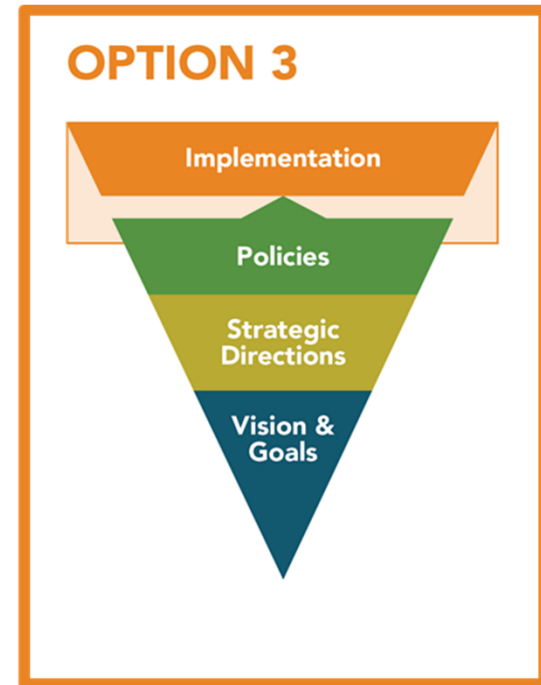 OPTION 3
Implementation
Policies
Strategic
Directions
Vision &
Goals